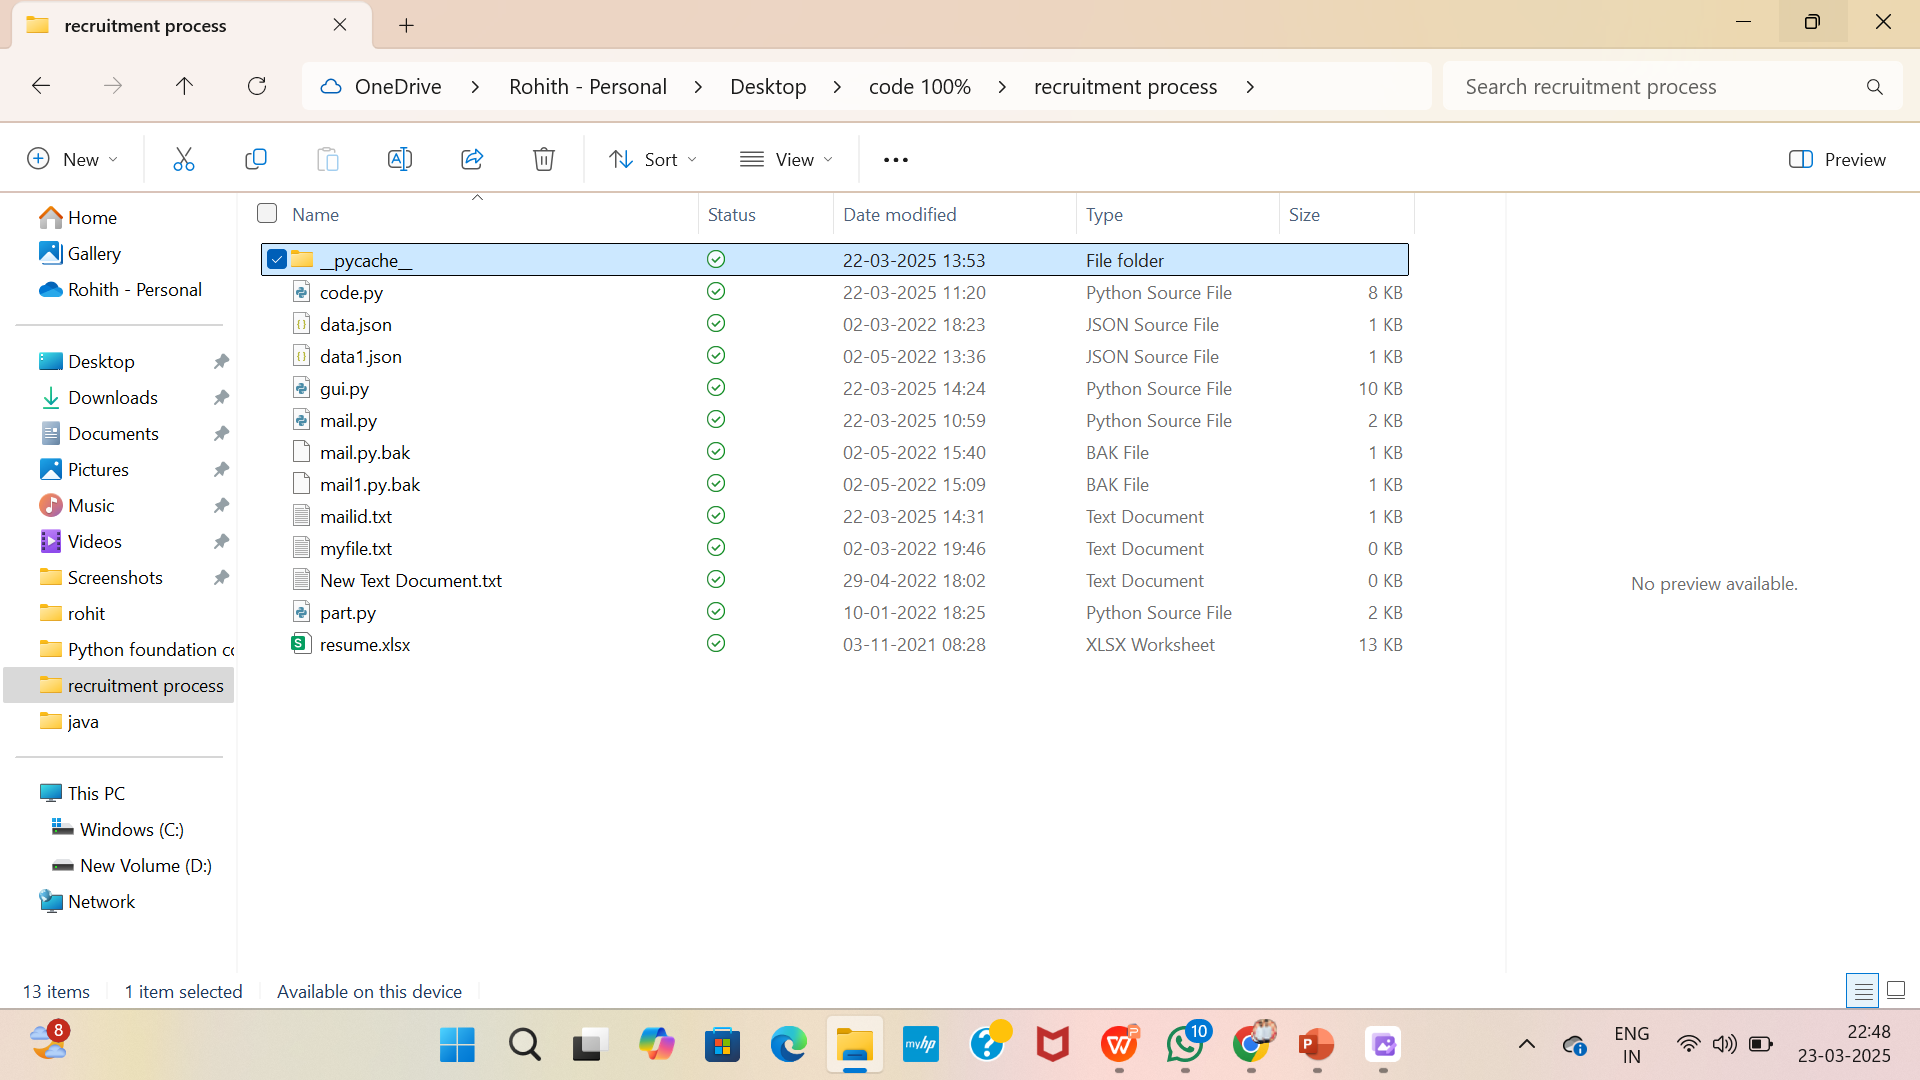 recruitment process
OneDrive > Rohith - Personal > Desktop > code 100% > recruitment process >
Search recruitment process
New
Sort
View
Preview
Name Status Date modified Type Size
__pycache__ 22-03-2025 13:53 File folder
code.py 22-03-2025 11:20 Python Source File 8 KB
data.json 02-03-2022 18:23 JSON Source File 1 KB
data1.json 02-05-2022 13:36 JSON Source File 1 KB
gui.py 22-03-2025 14:24 Python Source File 10 KB
mail.py 22-03-2025 10:59 Python Source File 2 KB
mail.py.bak 02-05-2022 15:40 BAK File 1 KB
mail1.py.bak 02-05-2022 15:09 BAK File 1 KB
mailid.txt 22-03-2025 14:31 Text Document 1 KB
myfile.txt 02-03-2022 19:46 Text Document 0 KB
New Text Document.txt 29-04-2022 18:02 Text Document 0 KB
part.py 10-01-2022 18:25 Python Source File 2 KB
resume.xlsx 03-11-2021 08:28 XLSX Worksheet 13 KB
Home
Gallery
Rohith - Personal
Desktop
Downloads
Documents
Pictures
Music
Videos
Screenshots
rohit
Python foundation co
recruitment process
java
This PC
Windows (C:)
New Volume (D:)
Network
No preview available.
13 items 1 item selected Available on this device
8
myhp
10
ENG
IN
22:48
23-03-2025